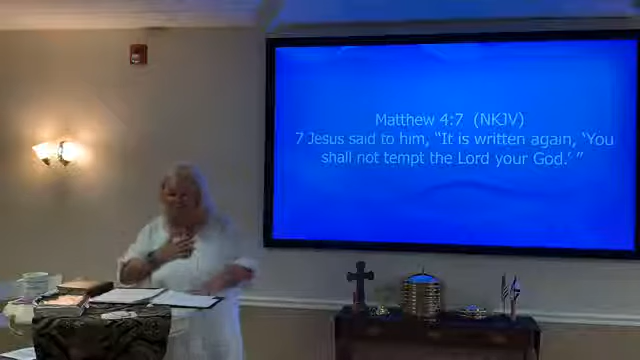 Matthew 4:7 (NKJV)
7 Jesus said to him, “It is written again, ‘You
shall not tempt the Lord your God.’ ”